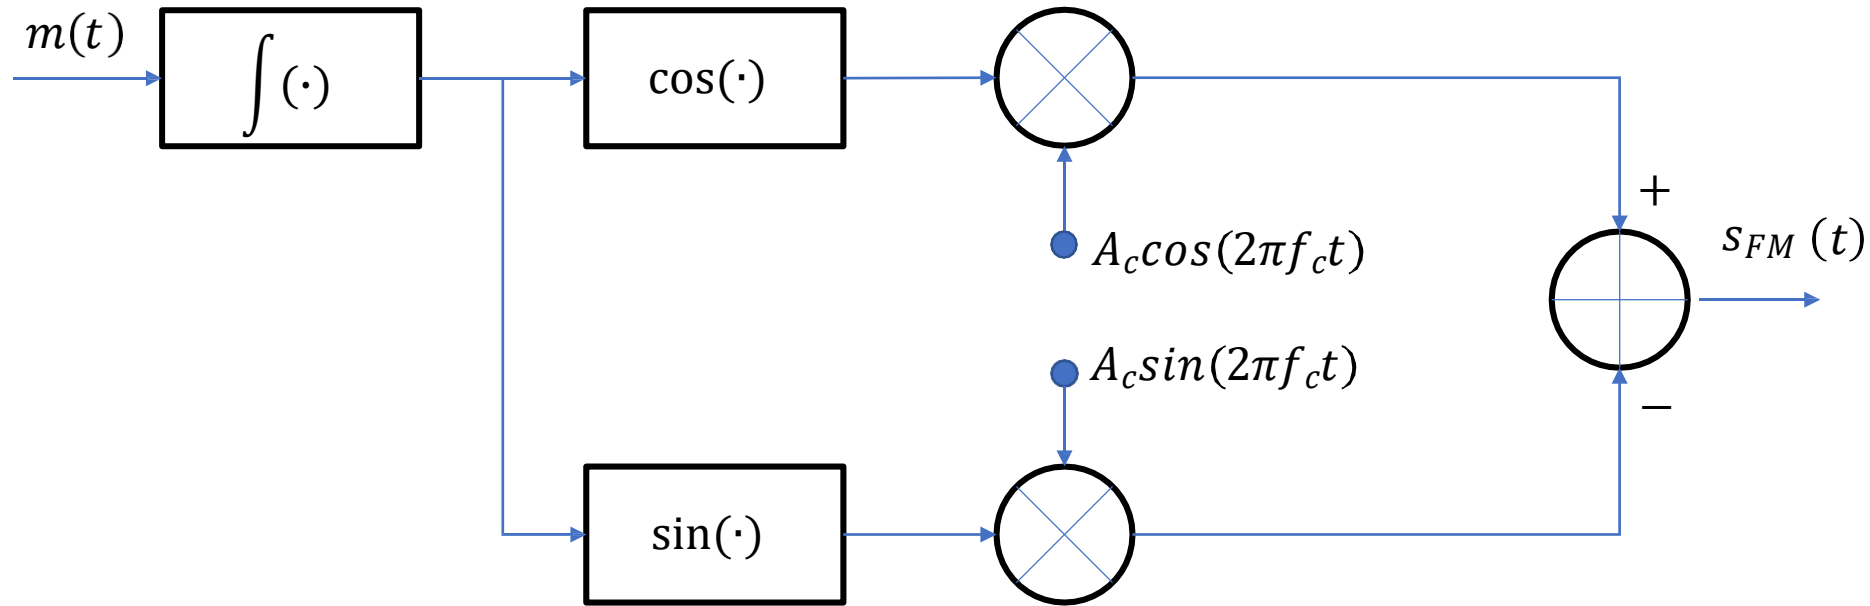 m(t)
∫(·)
cos(·)
A_c cos(2πf_c t)
+
s_FM (t)
A_c sin(2πf_c t)
−
sin(·)